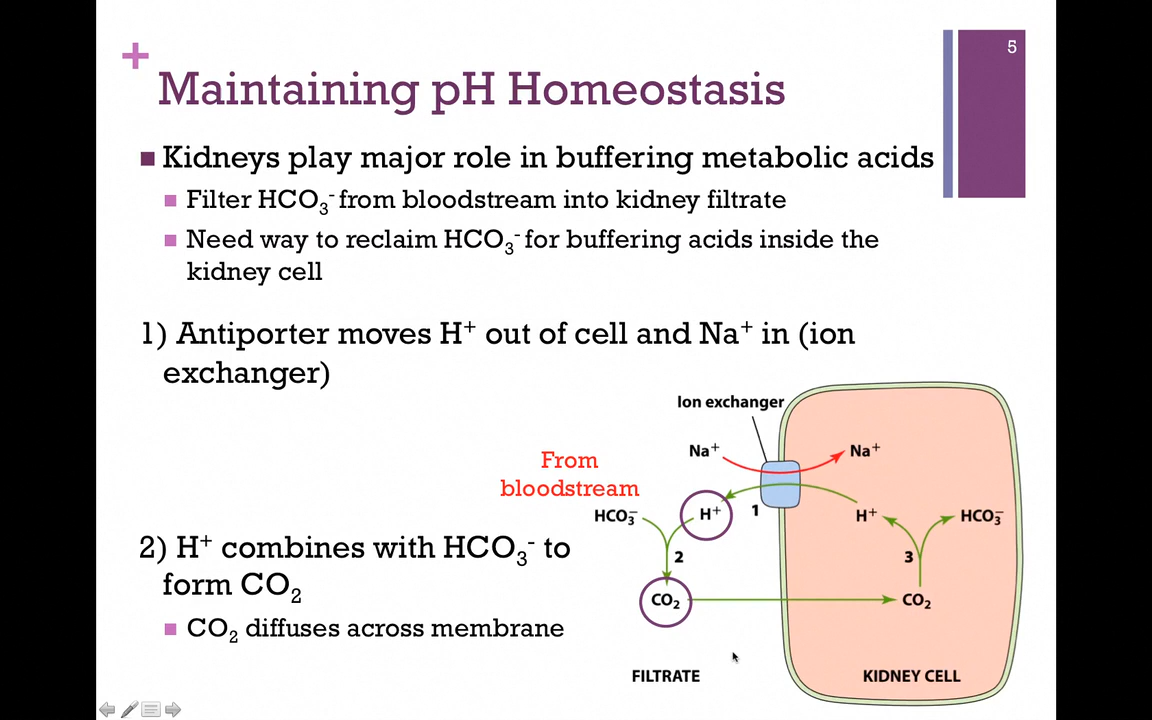 5
+
Maintaining pH Homeostasis
Kidneys play major role in buffering metabolic acids
Filter HCO₃⁻ from bloodstream into kidney filtrate
Need way to reclaim HCO₃⁻ for buffering acids inside the
kidney cell
1) Antiporter moves H⁺ out of cell and Na⁺ in (ion
exchanger)
2) H⁺ combines with HCO₃⁻ to
form CO₂
CO₂ diffuses across membrane
From
bloodstream
Ion exchanger
Na⁺ Na⁺
HCO₃⁻ H⁺ 1 H⁺ HCO₃⁻
2 3
CO₂ CO₂
FILTRATE KIDNEY CELL